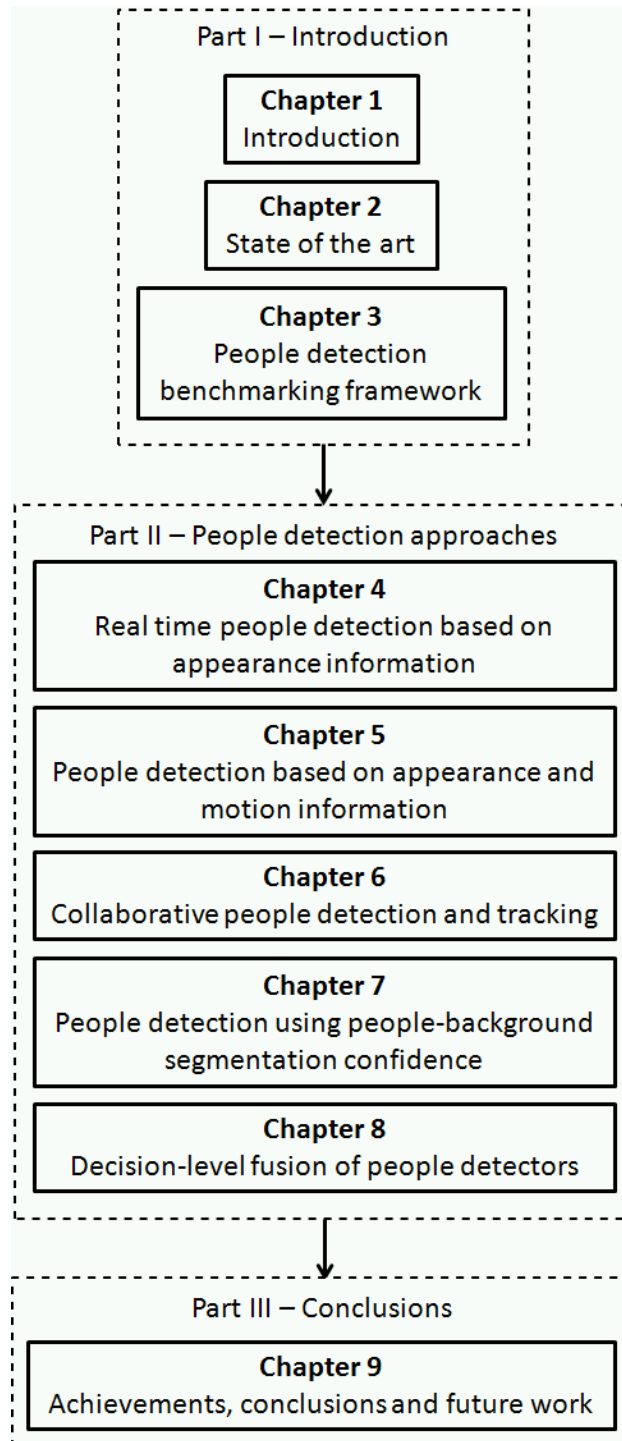 Part I – Introduction
Chapter 1
Introduction
Chapter 2
State of the art
Chapter 3
People detection
benchmarking framework
Part II – People detection approaches
Chapter 4
Real time people detection based on
appearance information
Chapter 5
People detection based on appearance and
motion information
Chapter 6
Collaborative people detection and tracking
Chapter 7
People detection using people-background
segmentation confidence
Chapter 8
Decision-level fusion of people detectors
Part III – Conclusions
Chapter 9
Achievements, conclusions and future work